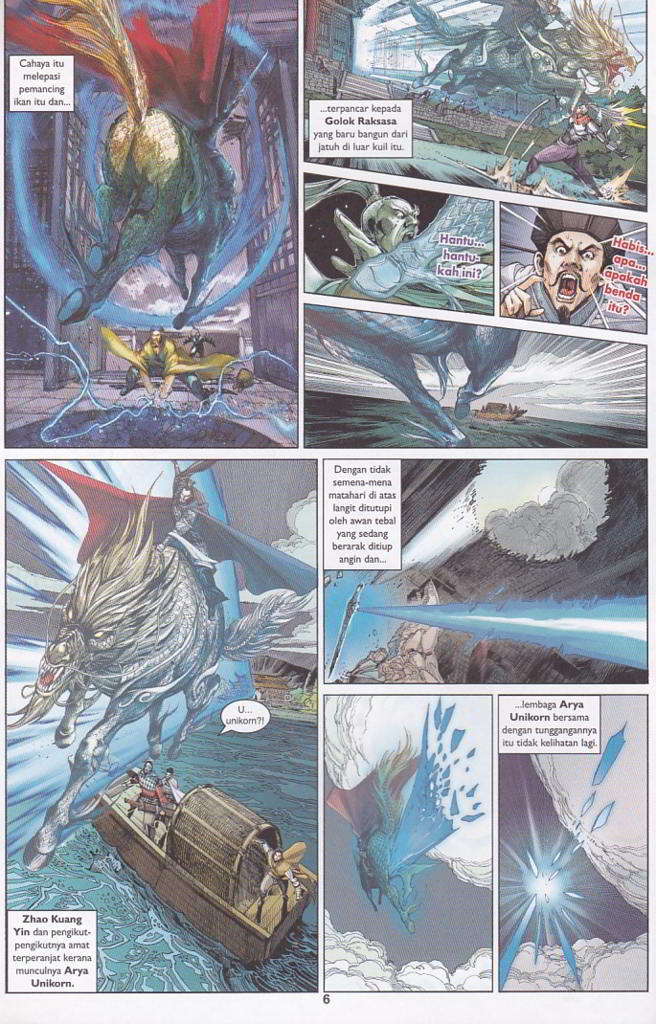 Cahaya itu
melepasi
pemancing
ikan itu dan...
...terpancar kepada
Golok Raksasa
yang baru bangun dari
jatuh di luar kuil itu.
Hantu...
hantu-
kah ini?
Habis...
apa...
apakah
benda
itu?
U...
unikorn?!
Zhao Kuang
Yin dan pengikut-
pengikutnya amat
terperanjat kerana
munculnya Arya
Unikorn.
Dengan tidak
semena-mena
matahari di atas
langit ditutupi
oleh awan tebal
yang sedang
berarak ditiup
angin dan...
...lembaga Arya
Unikorn bersama
dengan tunggangannya
itu tidak kelihatan lagi.
6